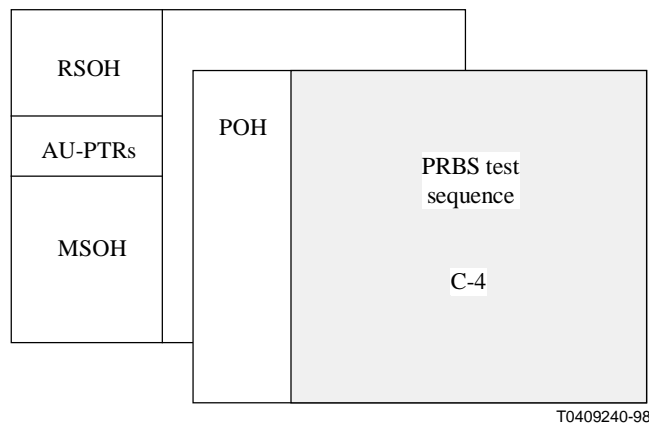 RSOH
AU-PTRs
MSOH
POH
PRBS test
sequence
C-4
T0409240-98